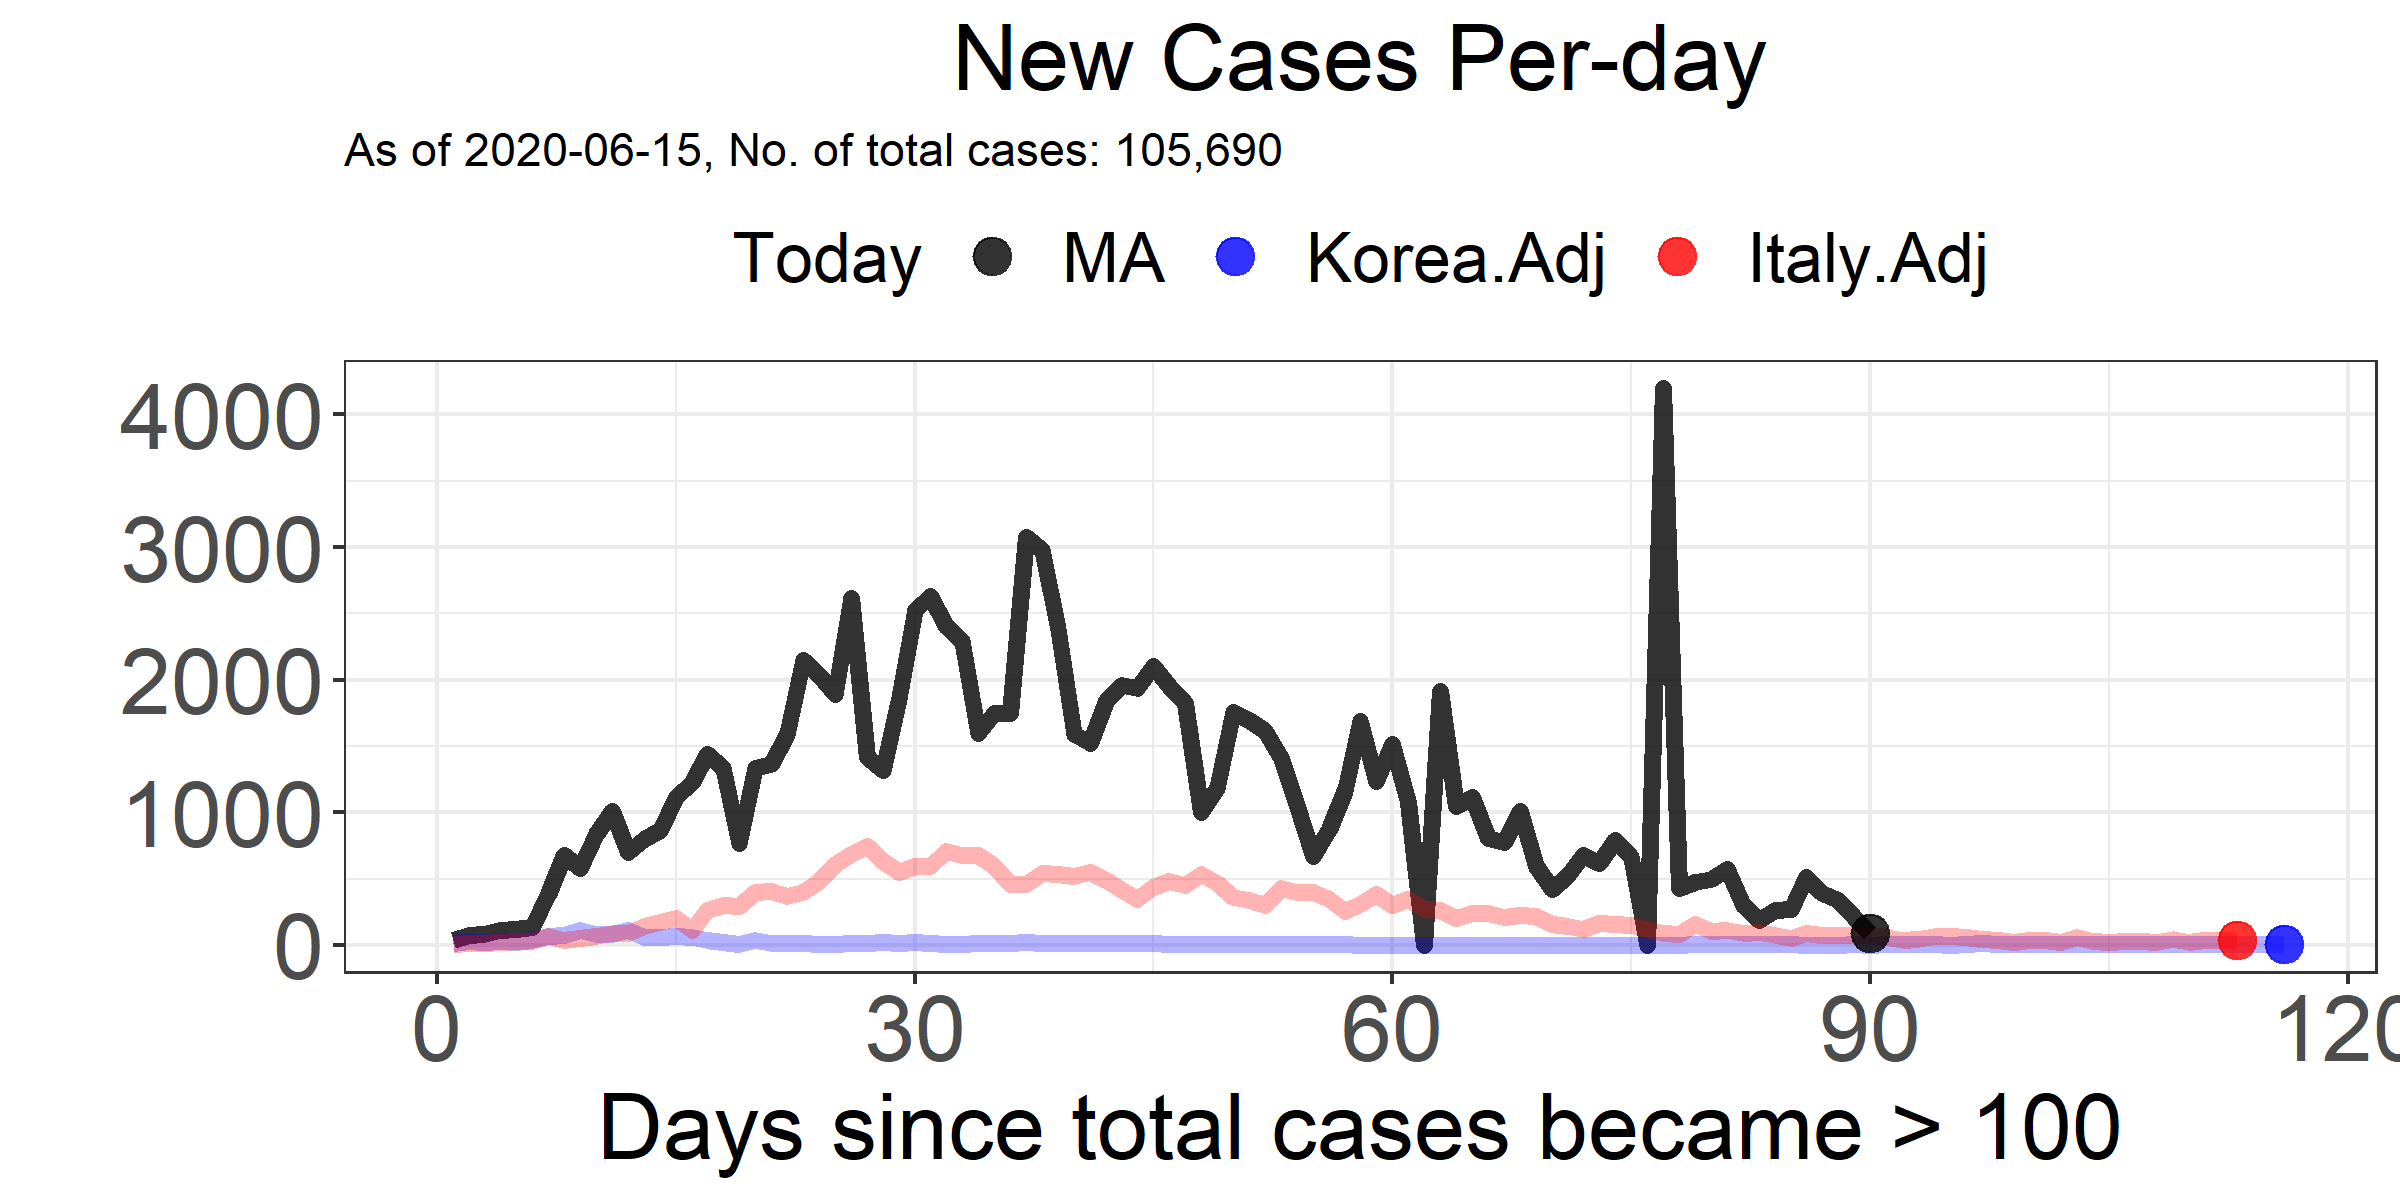 New Cases Per-day
As of 2020-06-15, No. of total cases: 105,690
Today MA Korea.Adj Italy.Adj
4000
3000
2000
1000
0
0 30 60 90 120
Days since total cases became > 100